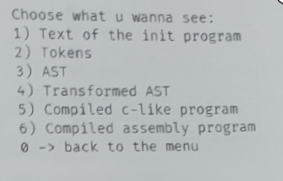 Choose what u wanna see:
1) Text of the init program
2) Tokens
3) AST
4) Transformed AST
5) Compiled c-like program
6) Compiled assembly program
0 -> back to the menu